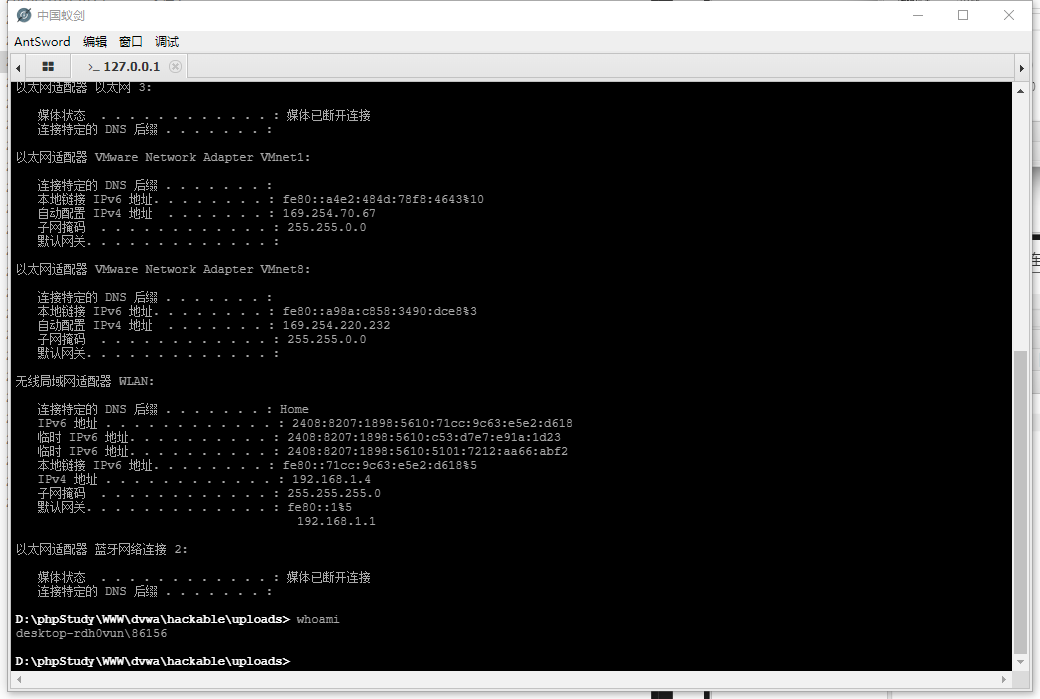 中国蚁剑
AntSword 编辑 窗口 调试
>_ 127.0.0.1
以太网适配器 以太网 3:
媒体状态 . . . . . . . . . . . . : 媒体已断开连接
连接特定的 DNS 后缀 . . . . . . . :
以太网适配器 VMware Network Adapter VMnet1:
连接特定的 DNS 后缀 . . . . . . . :
本地链接 IPv6 地址. . . . . . . . : fe80::a4e2:484d:78f8:4643%10
自动配置 IPv4 地址 . . . . . . . : 169.254.70.67
子网掩码 . . . . . . . . . . . . : 255.255.0.0
默认网关. . . . . . . . . . . . . :
以太网适配器 VMware Network Adapter VMnet8:
连接特定的 DNS 后缀 . . . . . . . :
本地链接 IPv6 地址. . . . . . . . : fe80::a98a:c858:3490:dce8%3
自动配置 IPv4 地址 . . . . . . . : 169.254.220.232
子网掩码 . . . . . . . . . . . . : 255.255.0.0
默认网关. . . . . . . . . . . . . :
无线局域网适配器 WLAN:
连接特定的 DNS 后缀 . . . . . . . : Home
IPv6 地址 . . . . . . . . . . . . : 2408:8207:1898:5610:71cc:9c63:e5e2:d618
临时 IPv6 地址. . . . . . . . . . : 2408:8207:1898:5610:c53:d7e7:e91a:1d23
临时 IPv6 地址. . . . . . . . . . : 2408:8207:1898:5610:5101:7212:aa66:abf2
本地链接 IPv6 地址. . . . . . . . : fe80::71cc:9c63:e5e2:d618%5
IPv4 地址 . . . . . . . . . . . . : 192.168.1.4
子网掩码 . . . . . . . . . . . . : 255.255.255.0
默认网关. . . . . . . . . . . . . : fe80::1%5
192.168.1.1
以太网适配器 蓝牙网络连接 2:
媒体状态 . . . . . . . . . . . . : 媒体已断开连接
连接特定的 DNS 后缀 . . . . . . . :
D:\phpStudy\WWW\dvwa\hackable\uploads> whoami
desktop-rdh0vun\86156
D:\phpStudy\WWW\dvwa\hackable\uploads>